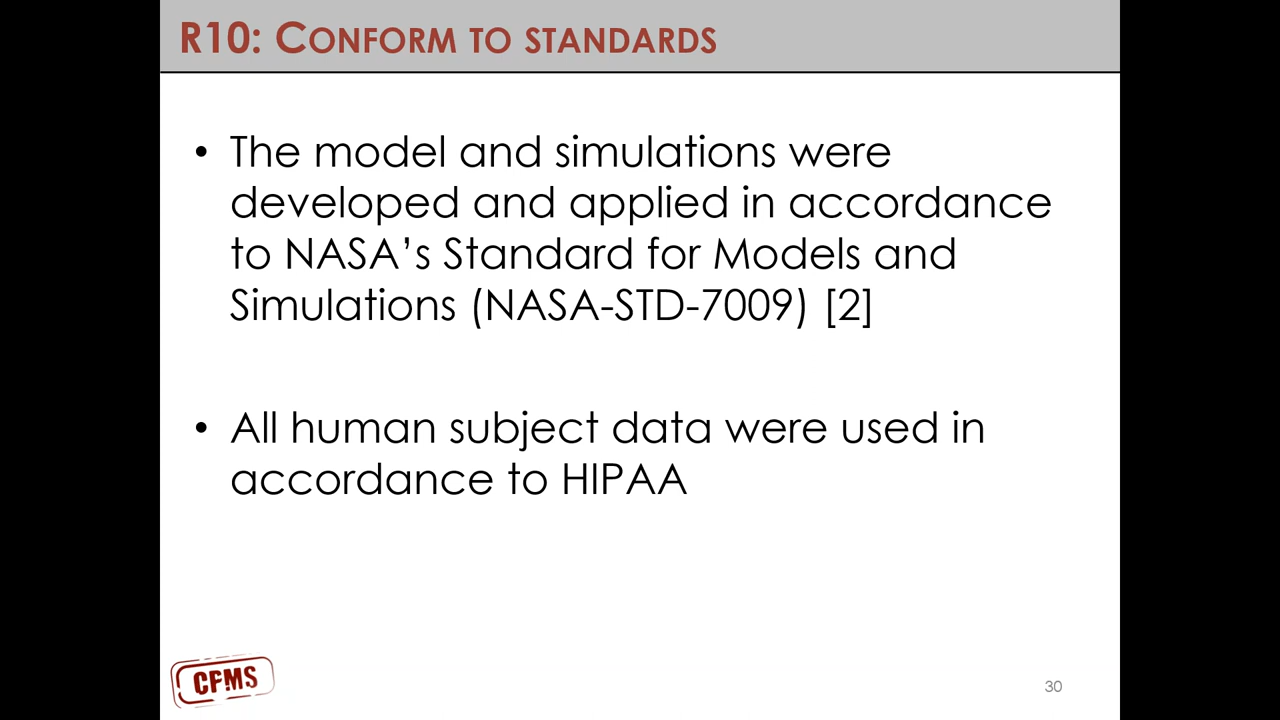 R10: CONFORM TO STANDARDS
• The model and simulations were
developed and applied in accordance
to NASA’s Standard for Models and
Simulations (NASA-STD-7009) [2]
• All human subject data were used in
accordance to HIPAA
CFMS
30